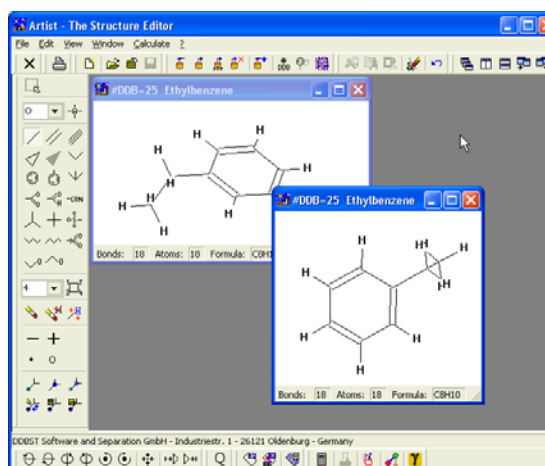 Artist - The Structure Editor
File Edit View Window Calculate ?
#DDB=25 Ethylbenzene
H
H
H
H
H
H
H
H
H
Bonds: 18 Atoms: 18 Formula: C8H1
#DDB=25 Ethylbenzene
H
H
H
H
H
H
H
H
H
Bonds: 18 Atoms: 18 Formula: C8H10
DDBST Software and Separation GmbH - Industriestr. 1 - 26121 Oldenburg - Germany